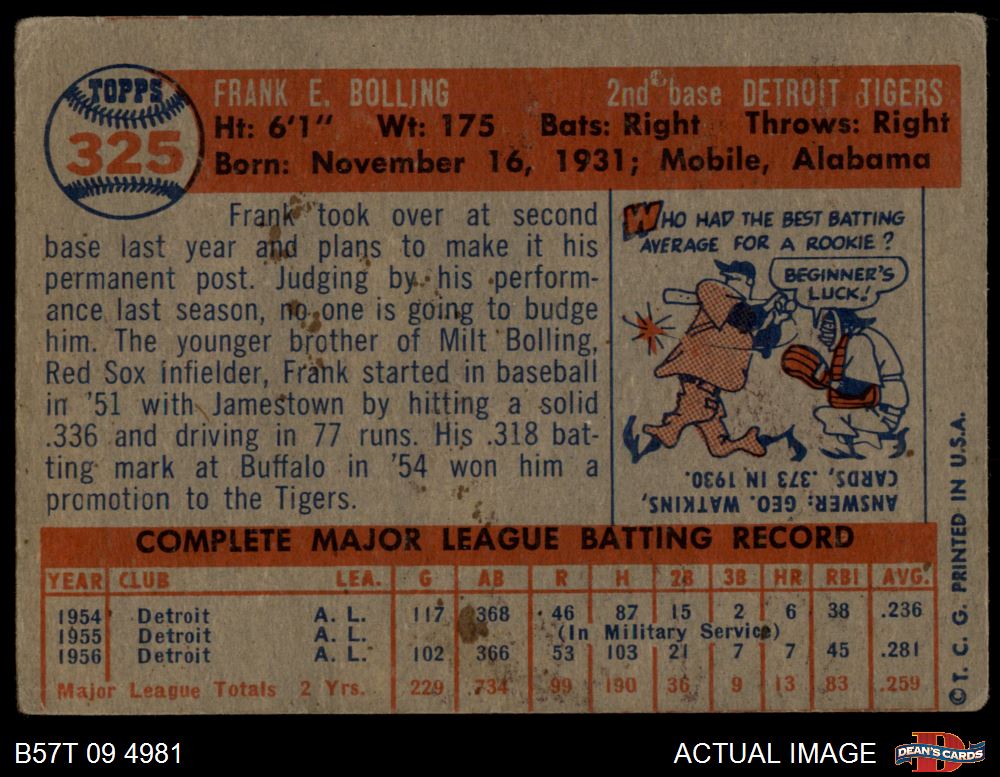 TOPPS
325
FRANK E. BOLLING 2nd base DETROIT TIGERS
Ht: 6'1" Wt: 175 Bats: Right Throws: Right
Born: November 16, 1931; Mobile, Alabama
Frank took over at second
base last year and plans to make it his
permanent post. Judging by his perform-
ance last season, no one is going to budge
him. The younger brother of Milt Bolling,
Red Sox infielder, Frank started in baseball
in '51 with Jamestown by hitting a solid
.336 and driving in 77 runs. His .318 bat-
ting mark at Buffalo in '54 won him a
promotion to the Tigers.
WHO HAD THE BEST BATTING
AVERAGE FOR A ROOKIE?
BEGINNER'S
LUCK!
ANSWER: GEO. WATKINS,
CARDS, .373 IN 1930.
COMPLETE MAJOR LEAGUE BATTING RECORD
YEAR CLUB LEA. G AB R H 2B 3B HR RBI AVG.
1954 Detroit A. L. 117 368 46 87 15 2 6 38 .236
1955 Detroit A. L. (In Military Service)
1956 Detroit A. L. 102 366 53 103 21 7 7 45 .281
Major League Totals 2 Yrs. 229 734 99 190 36 9 13 83 .259
© T. C. G. PRINTED IN U.S.A.
B57T 09 4981 ACTUAL IMAGE
D
DEAN'S CARDS